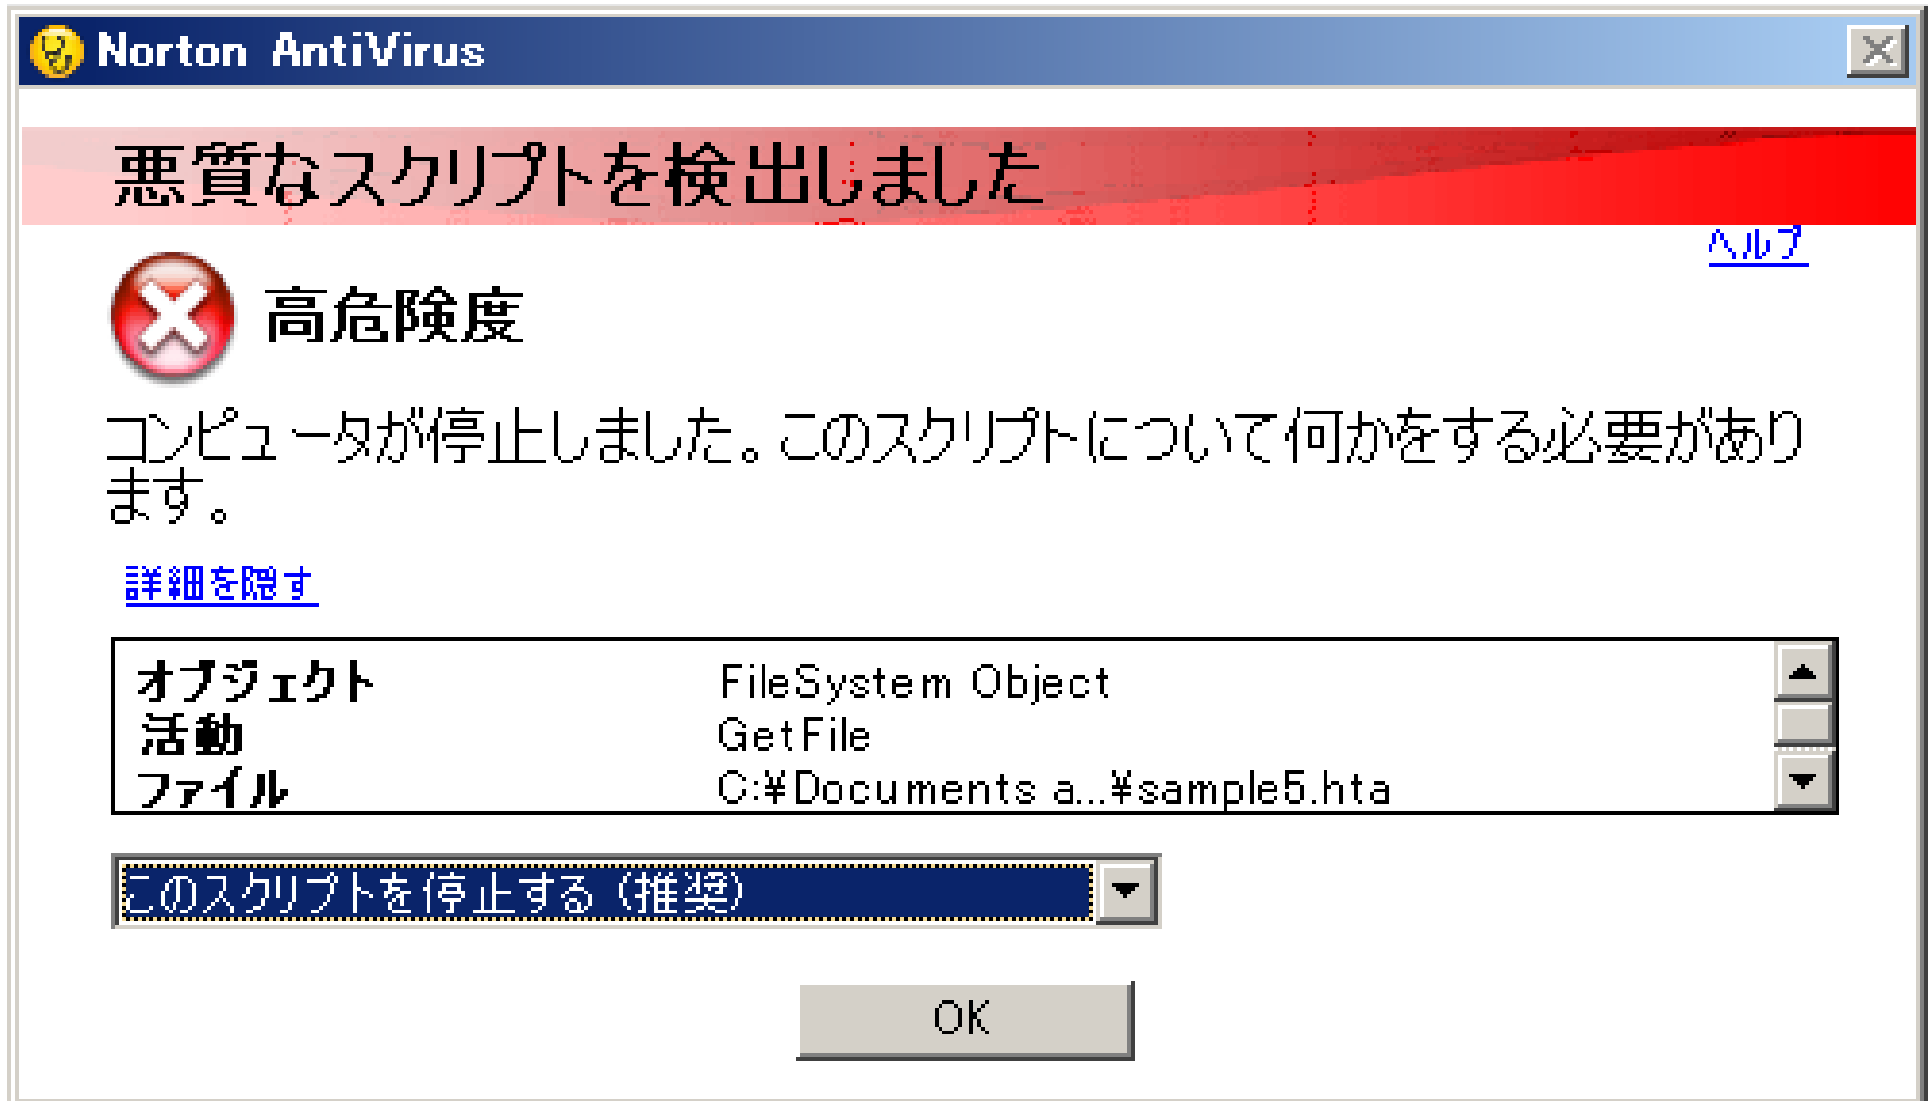 Norton AntiVirus
悪質なスクリプトを検出しました
ヘルプ
高危険度
コンピュータが停止しました。このスクリプトについて何かをする必要があり
ます。
詳細を隠す
オブジェクト FileSystem Object
活動 GetFile
ファイル C:¥Documents a...¥sample5.hta
このスクリプトを停止する (推奨)
OK